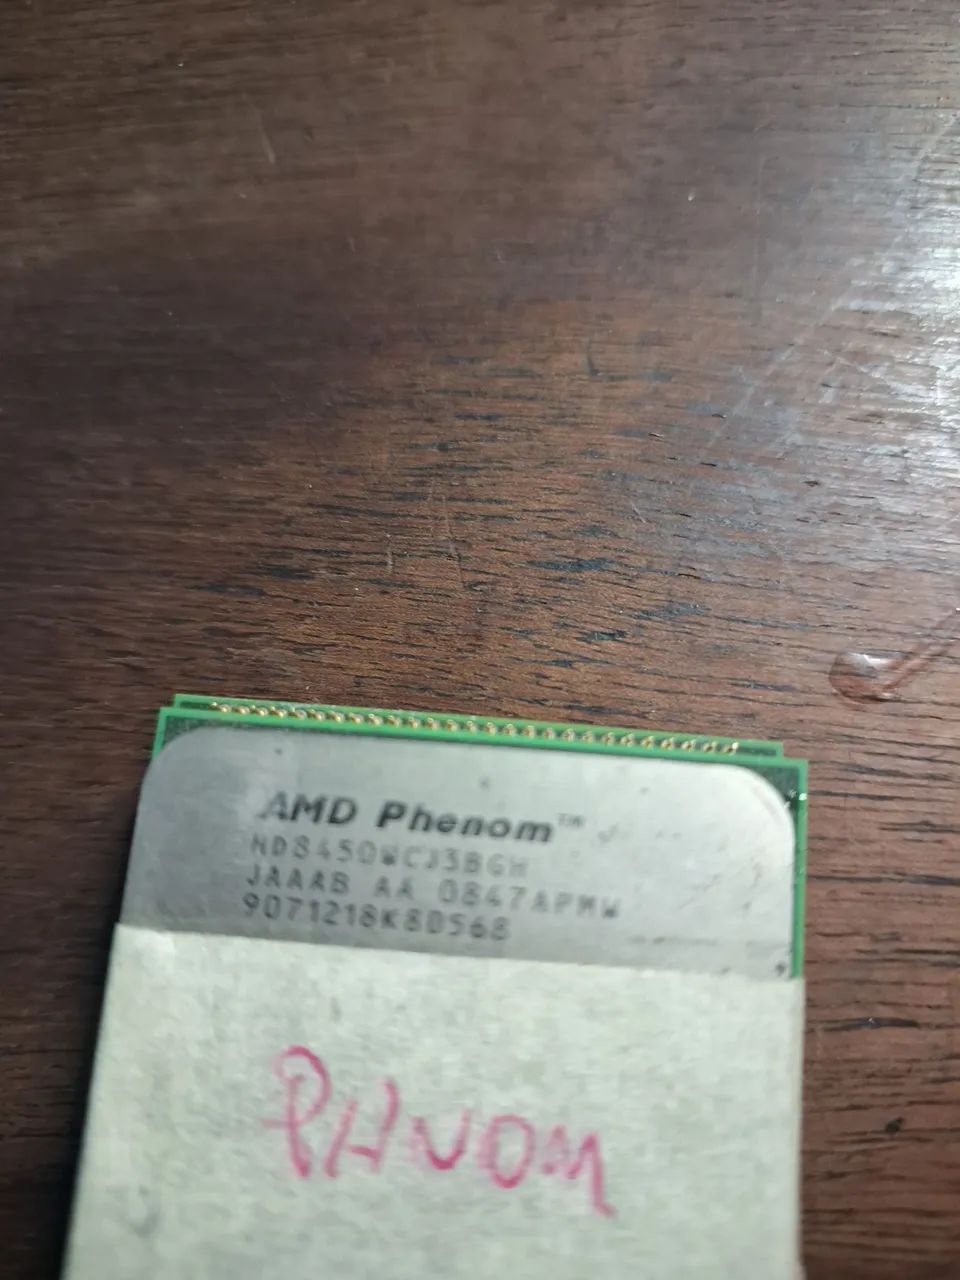 AMD Phenom™
HD8450WCJ3BGH
JAAAB AA 0847APMW
9071218K80568
PHNOM